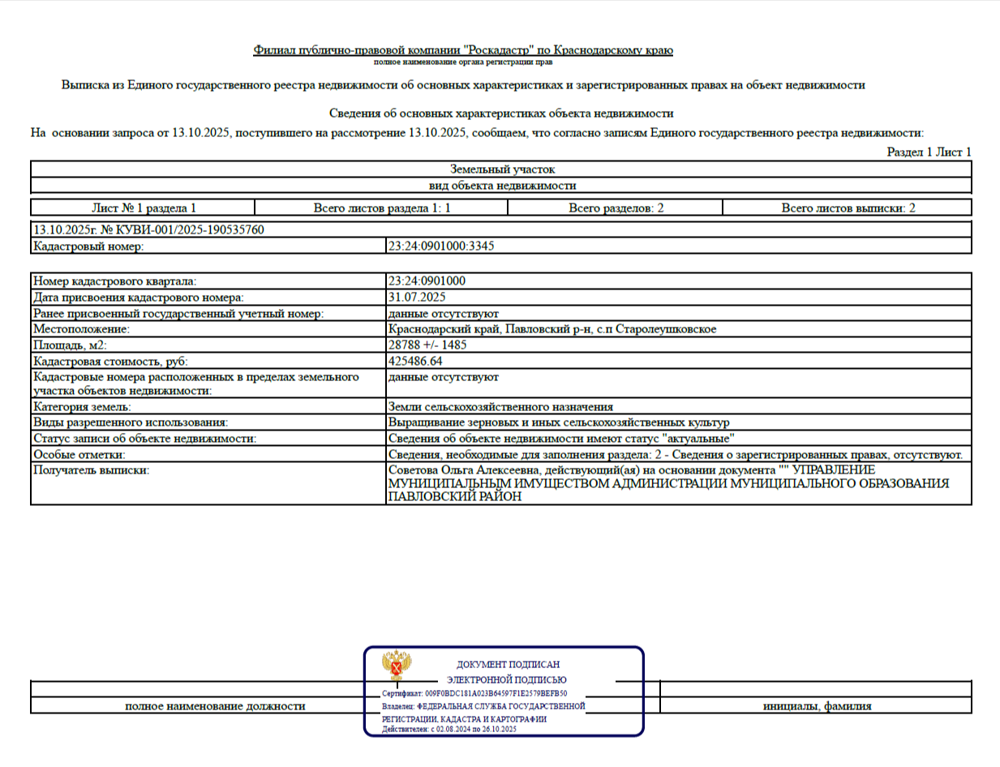 Филиал публично-правовой компании "Роскадастр" по Краснодарскому краю
полное наименование органа регистрации прав
Выписка из Единого государственного реестра недвижимости об основных характеристиках и зарегистрированных правах на объект недвижимости
Сведения об основных характеристиках объекта недвижимости
На основании запроса от 13.10.2025, поступившего на рассмотрение 13.10.2025, сообщаем, что согласно записям Единого государственного реестра недвижимости:
Раздел 1 Лист 1
Земельный участок
вид объекта недвижимости
Лист № 1 раздела 1 Всего листов раздела 1: 1 Всего разделов: 2 Всего листов выписки: 2
13.10.2025г. № КУВИ-001/2025-190535760
Кадастровый номер: 23:24:0901000:3345
Номер кадастрового квартала: 23:24:0901000
Дата присвоения кадастрового номера: 31.07.2025
Ранее присвоенный государственный учетный номер: данные отсутствуют
Местоположение: Краснодарский край, Павловский р-н, с.п Старолеушковское
Площадь, м2: 28788 +/- 1485
Кадастровая стоимость, руб: 425486.64
Кадастровые номера расположенных в пределах земельного данные отсутствуют
участка объектов недвижимости:
Категория земель: Земли сельскохозяйственного назначения
Виды разрешенного использования: Выращивание зерновых и иных сельскохозяйственных культур
Статус записи об объекте недвижимости: Сведения об объекте недвижимости имеют статус "актуальные"
Особые отметки: Сведения, необходимые для заполнения раздела: 2 - Сведения о зарегистрированных правах, отсутствуют.
Получатель выписки: Советова Ольга Алексеевна, действующий(ая) на основании документа "" УПРАВЛЕНИЕ
МУНИЦИПАЛЬНЫМ ИМУЩЕСТВОМ АДМИНИСТРАЦИИ МУНИЦИПАЛЬНОГО ОБРАЗОВАНИЯ
ПАВЛОВСКИЙ РАЙОН
ДОКУМЕНТ ПОДПИСАН
ЭЛЕКТРОННОЙ ПОДПИСЬЮ
Сертификат: 009F0BDC181A023B64597F1E2579BEFB50
Владелец: ФЕДЕРАЛЬНАЯ СЛУЖБА ГОСУДАРСТВЕННОЙ
РЕГИСТРАЦИИ, КАДАСТРА И КАРТОГРАФИИ
Действителен: с 02.08.2024 по 26.10.2025
полное наименование должности инициалы, фамилия